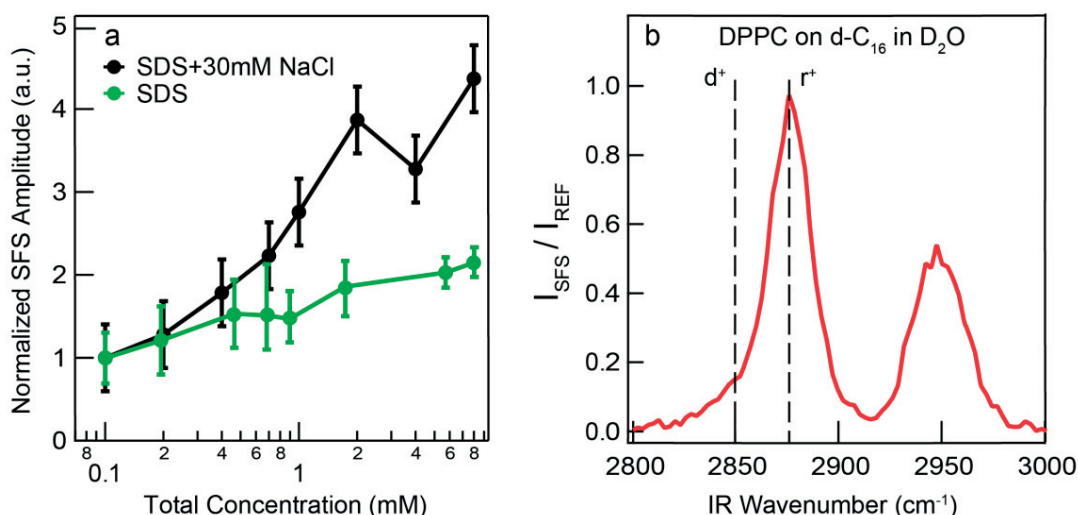 a
SDS+30mM NaCl
SDS
Normalized SFS Amplitude (a.u.)
5
4
3
2
1
0
8 2 4 6 8 2 4 6 8
0.1 1
Total Concentration (mM)
b DPPC on d-C₁₆ in D₂O
d⁺ r⁺
I_SFS / I_REF
1.0
0.8
0.6
0.4
0.2
0.0
2800 2850 2900 2950 3000
IR Wavenumber (cm⁻¹)